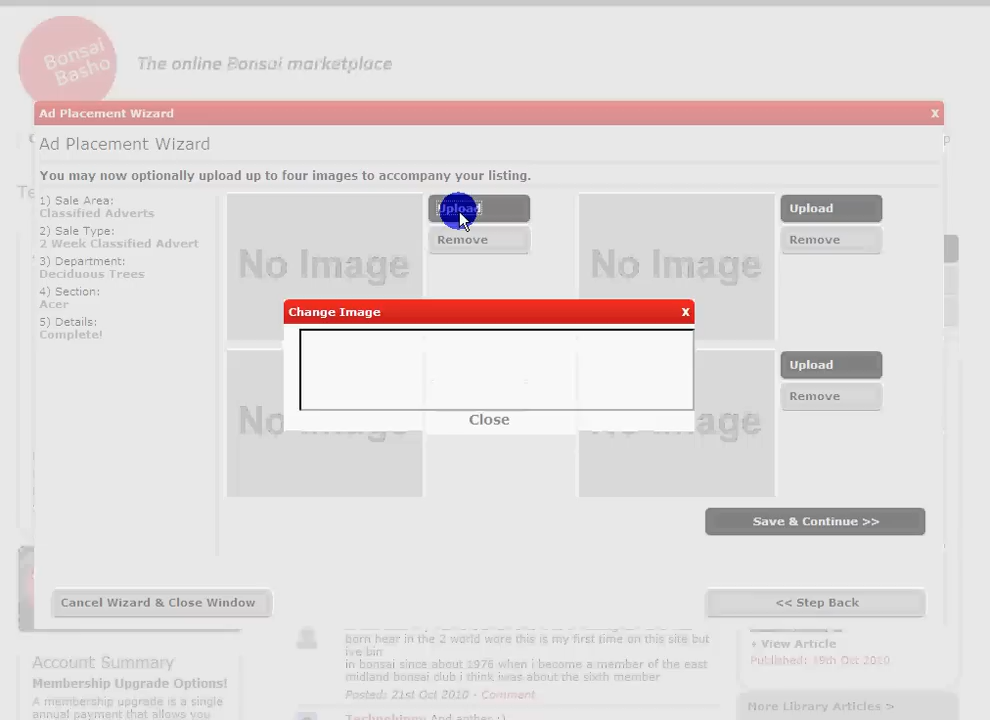 Bonsai
Basho
The online Bonsai marketplace
Ad Placement Wizard
X
Ad Placement Wizard
You may now optionally upload up to four images to accompany your listing.
1) Sale Area:
Classified Adverts
2) Sale Type:
2 Week Classified Advert
3) Department:
Deciduous Trees
4) Section:
Acer
5) Details:
Complete!
No Image
Upload
Remove
No Image
Upload
Remove
Change Image
X
Close
Upload
Remove
Save & Continue >>
Cancel Wizard & Close Window
<< Step Back
born hear in the 2 world wore this is my first time on this site but
ive bin
in bonsai since about 1976 when i become a member of the east
midland bonsai club i think iwas about the sixth member
Posted: 21st Oct 2010 - Comment
+ View Article
Published: 19th Oct 2010
More Library Articles >
Account Summary
Membership Upgrade Options!
A membership upgrade is a single
annual payment that allows you